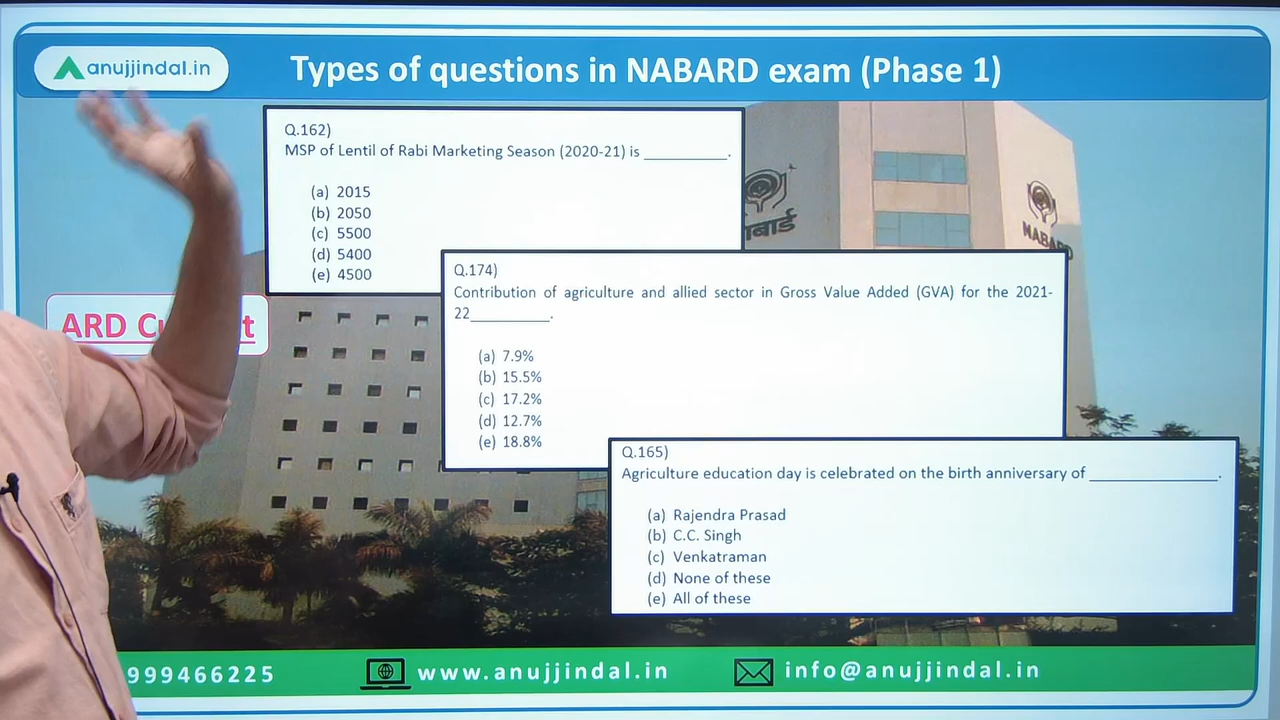 anujjindal.in
Types of questions in NABARD exam (Phase 1)
Q.162)
MSP of Lentil of Rabi Marketing Season (2020-21) is __________.
(a) 2015
(b) 2050
(c) 5500
(d) 5400
(e) 4500
बार्ड
NABARD
Q.174)
Contribution of agriculture and allied sector in Gross Value Added (GVA) for the 2021-
22__________.
(a) 7.9%
(b) 15.5%
(c) 17.2%
(d) 12.7%
(e) 18.8%
ARD
Q.165)
Agriculture education day is celebrated on the birth anniversary of ________________.
(a) Rajendra Prasad
(b) C.C. Singh
(c) Venkatraman
(d) None of these
(e) All of these
999466225
www.anujjindal.in
info@anujjindal.in